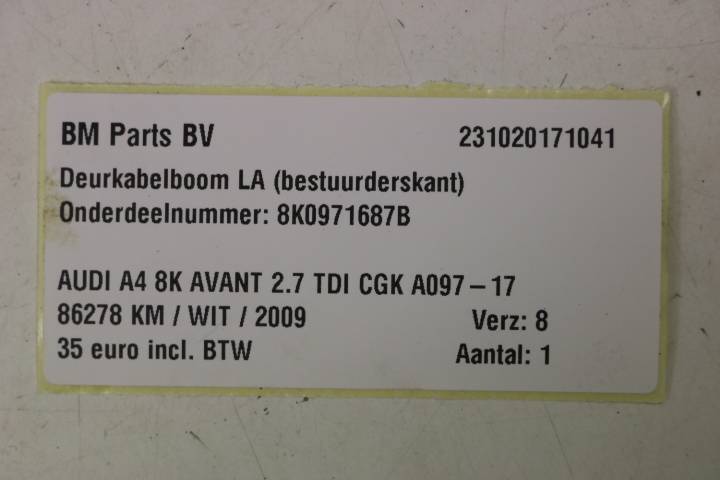 BM Parts BV 231020171041
Deurkabelboom LA (bestuurderskant)
Onderdeelnummer: 8K0971687B
AUDI A4 8K AVANT 2.7 TDI CGK A097-17
86278 KM / WIT / 2009 Verz: 8
35 euro incl. BTW Aantal: 1